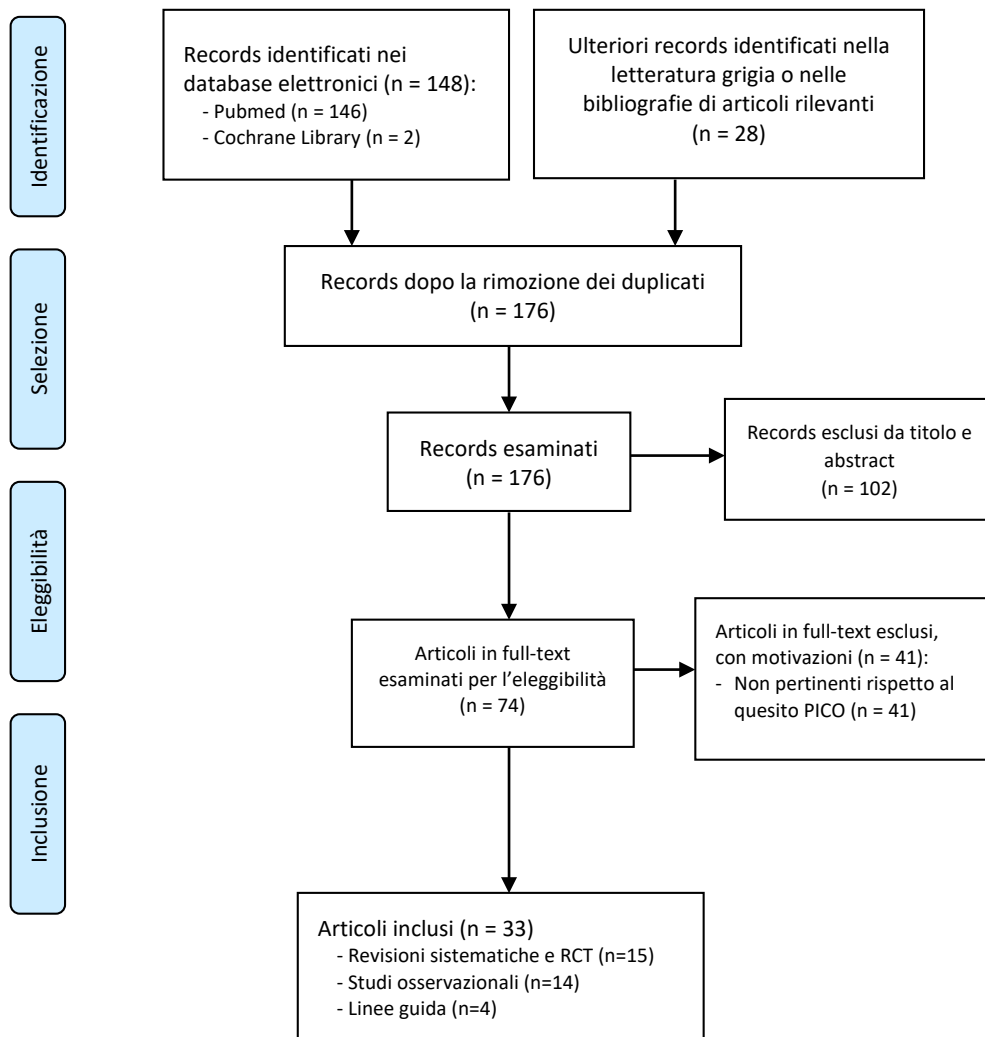 Identificazione
Records identificati nei
database elettronici (n = 148):
- Pubmed (n = 146)
- Cochrane Library (n = 2)
Ulteriori records identificati nella
letteratura grigia o nelle
bibliografie di articoli rilevanti
(n = 28)
Selezione
Records dopo la rimozione dei duplicati
(n = 176)
Records esaminati
(n = 176)
Records esclusi da titolo e
abstract
(n = 102)
Eleggibilità
Articoli in full-text
esaminati per l’eleggibilità
(n = 74)
Articoli in full-text esclusi,
con motivazioni (n = 41):
- Non pertinenti rispetto al
quesito PICO (n = 41)
Inclusione
Articoli inclusi (n = 33)
- Revisioni sistematiche e RCT (n=15)
- Studi osservazionali (n=14)
- Linee guida (n=4)